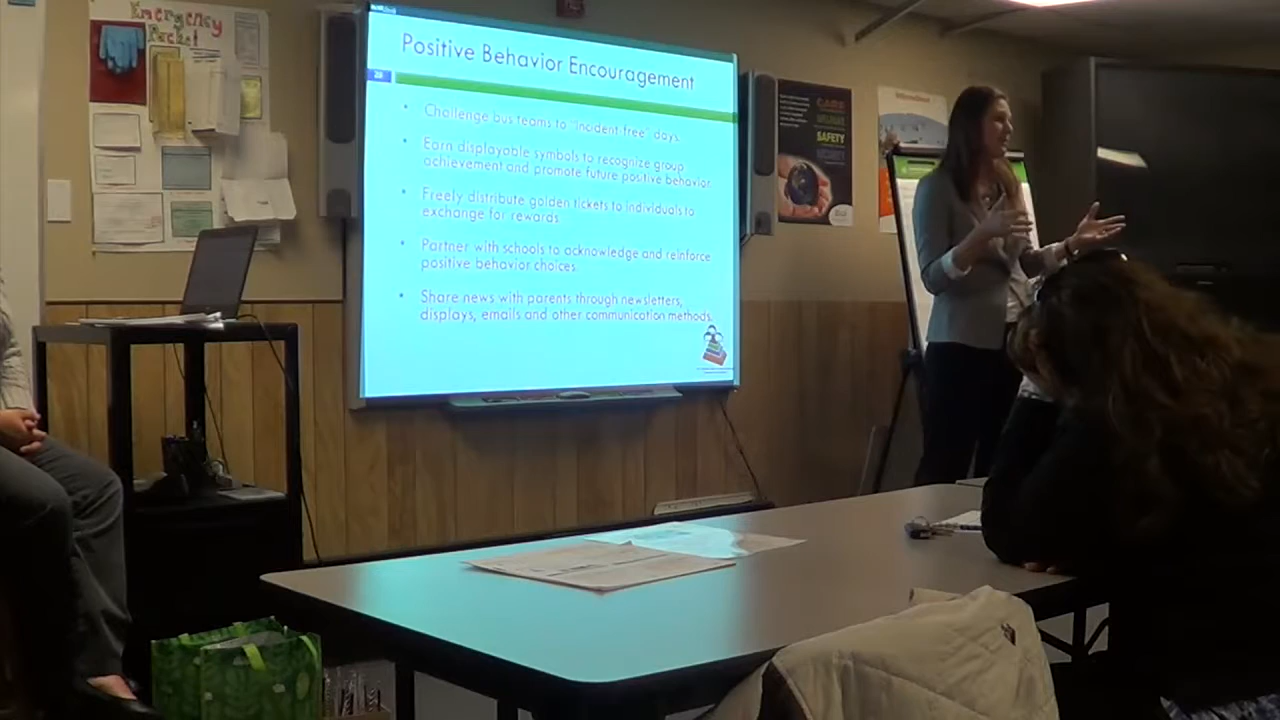 Emergency
Packet
Positive Behavior Encouragement
28
• Challenge bus teams to "incident free" days.
• Earn displayable symbols to recognize group
achievement and promote future positive behavior.
• Freely distribute golden tickets to individuals to
exchange for rewards.
• Partner with schools to acknowledge and reinforce
positive behavior choices.
• Share news with parents through newsletters,
displays, emails and other communication methods.
CARE
SAFETY
SECURITY